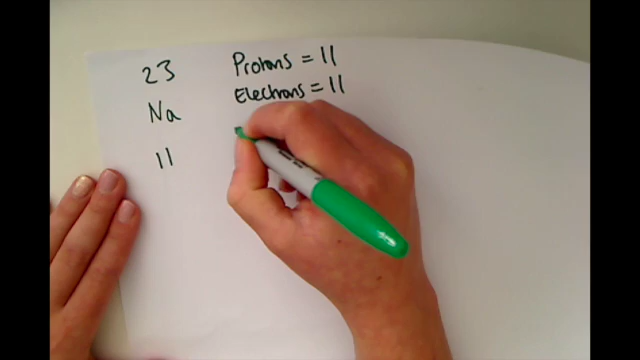 23
Na
11
Protons = 11
Electrons = 11